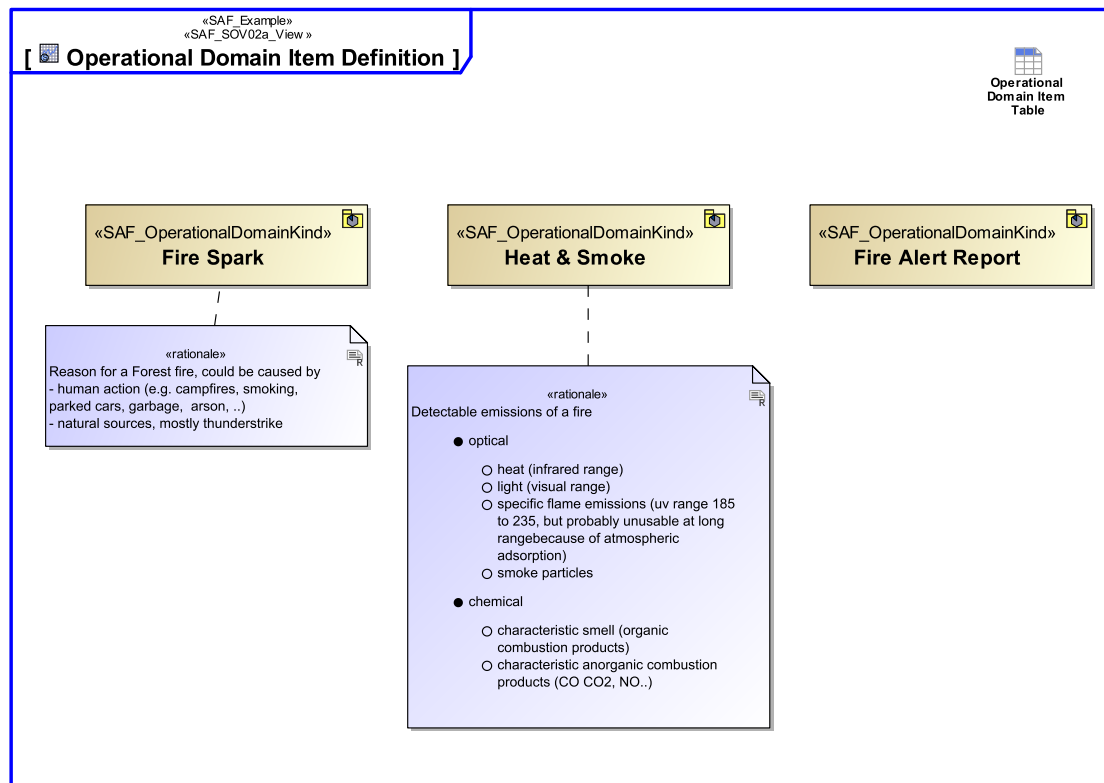 «SAF_Example»
«SAF_SOV02a_View »
[ Operational Domain Item Definition ]
Operational
Domain Item
Table
«SAF_OperationalDomainKind»
Fire Spark
«SAF_OperationalDomainKind»
Heat & Smoke
«SAF_OperationalDomainKind»
Fire Alert Report
«rationale»
Reason for a Forest fire, could be caused by
- human action (e.g. campfires, smoking,
parked cars, garbage,  arson, ..)
- natural sources, mostly thunderstrike
«rationale»
Detectable emissions of a fire
● optical
○ heat (infrared range)
○ light (visual range)
○ specific flame emissions (uv range 185
to 235, but probably unusable at long
rangebecause of atmospheric
adsorption)
○ smoke particles
● chemical
○ characteristic smell (organic
combustion products)
○ characteristic anorganic combustion
products (CO CO2, NO..)